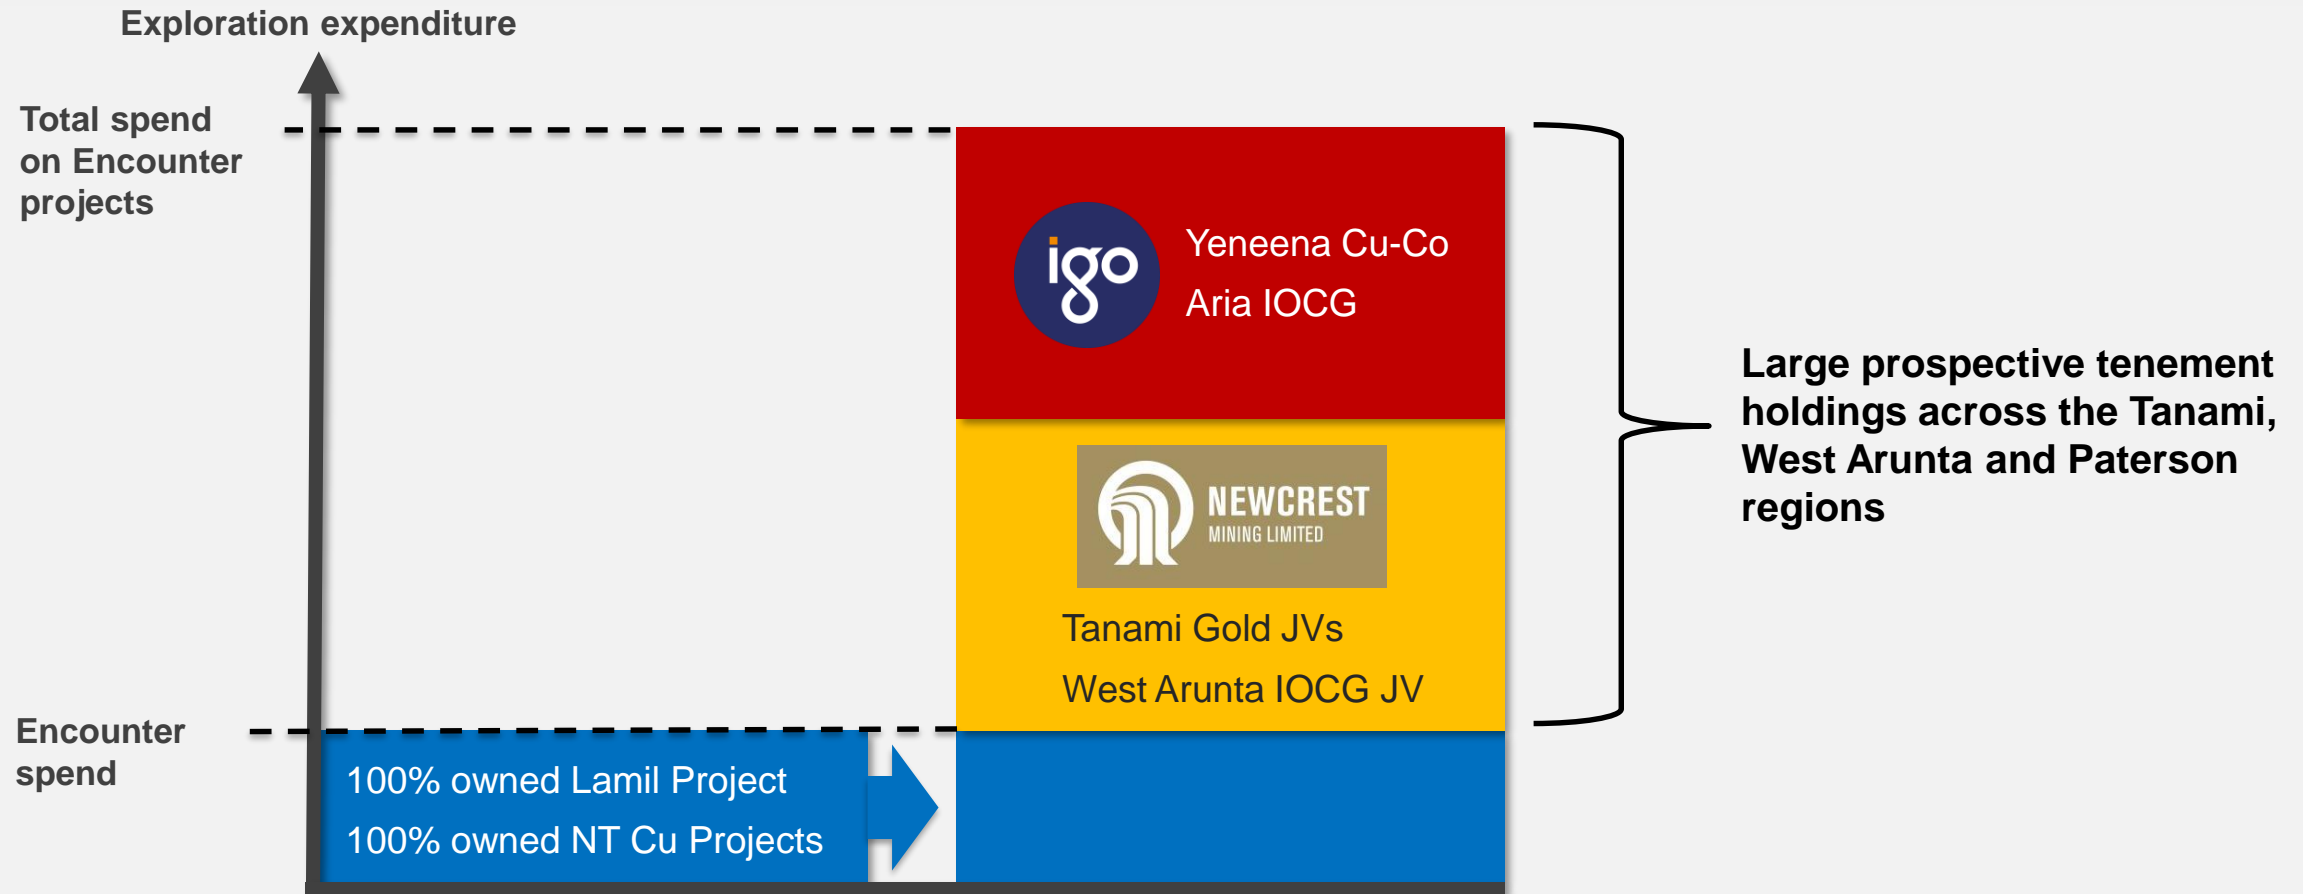 Exploration expenditure
Total spend
on Encounter
projects
igo
Yeneena Cu-Co
Aria IOCG
NEWCREST
MINING LIMITED
Tanami Gold JVs
West Arunta IOCG JV
Large prospective tenement
holdings across the Tanami,
West Arunta and Paterson
regions
Encounter
spend
100% owned Lamil Project
100% owned NT Cu Projects